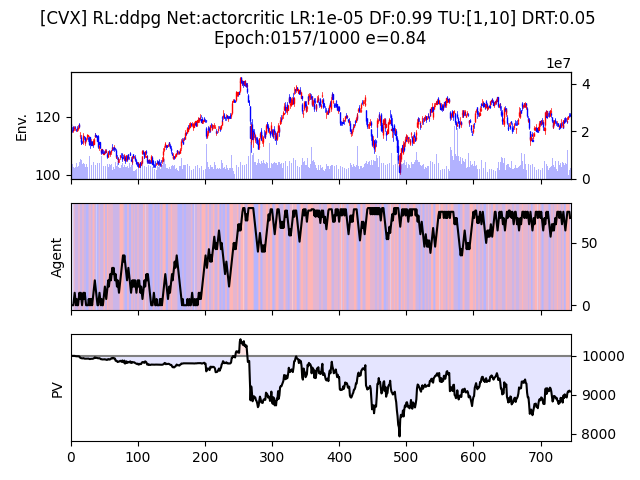 [CVX] RL:ddpg Net:actorcritic LR:1e-05 DF:0.99 TU:[1,10] DRT:0.05
Epoch:0157/1000 e=0.84
1e7
Env.
120
100
4
2
0
Agent
50
0
PV
10000
9000
8000
0 100 200 300 400 500 600 700